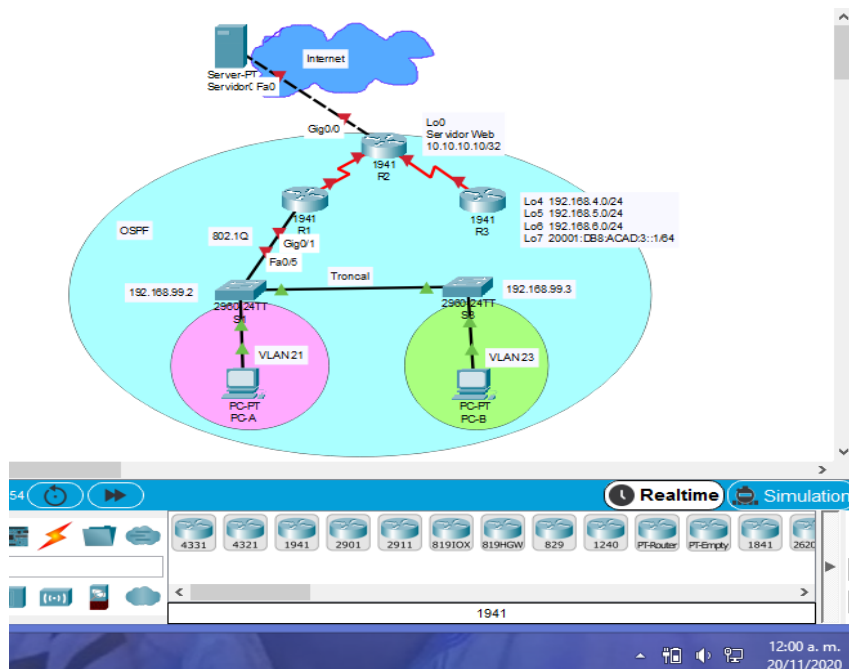 Internet
Server-PT
Servidor Fa0
Gig0/0
Lo0
Servidor Web
10.10.10.10/32
1941
R2
1941
R1
1941
R3
Lo4 192.168.4.0/24
Lo5 192.168.5.0/24
Lo6 192.168.6.0/24
Lo7 20001:DB8:ACAD:3::1/64
OSPF
802.1Q
Gig0/1
Fa0/5
Troncal
192.168.99.2
192.168.99.3
2960-24TT
S1
2960-24TT
S3
VLAN 21
VLAN 23
PC-PT
PC-A
PC-PT
PC-B
54
Realtime
Simulation
4331
4321
1941
2901
2911
819IOX
819HGW
829
1240
PT-Router
PT-Empty
1841
2620
1941
12:00 a. m.
20/11/2020